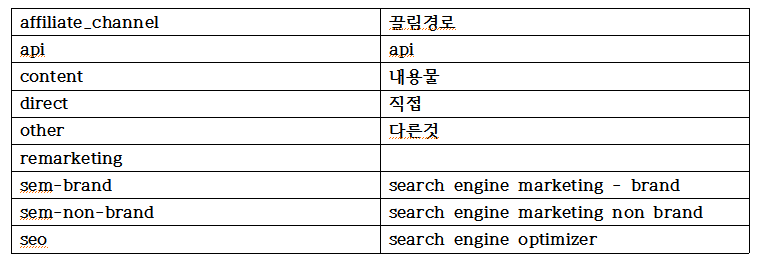 affiliate_channel 끌림경로
api api
content 내용물
direct 직접
other 다른것
remarketing
sem-brand search engine marketing - brand
sem-non-brand search engine marketing non brand
seo search engine optimizer